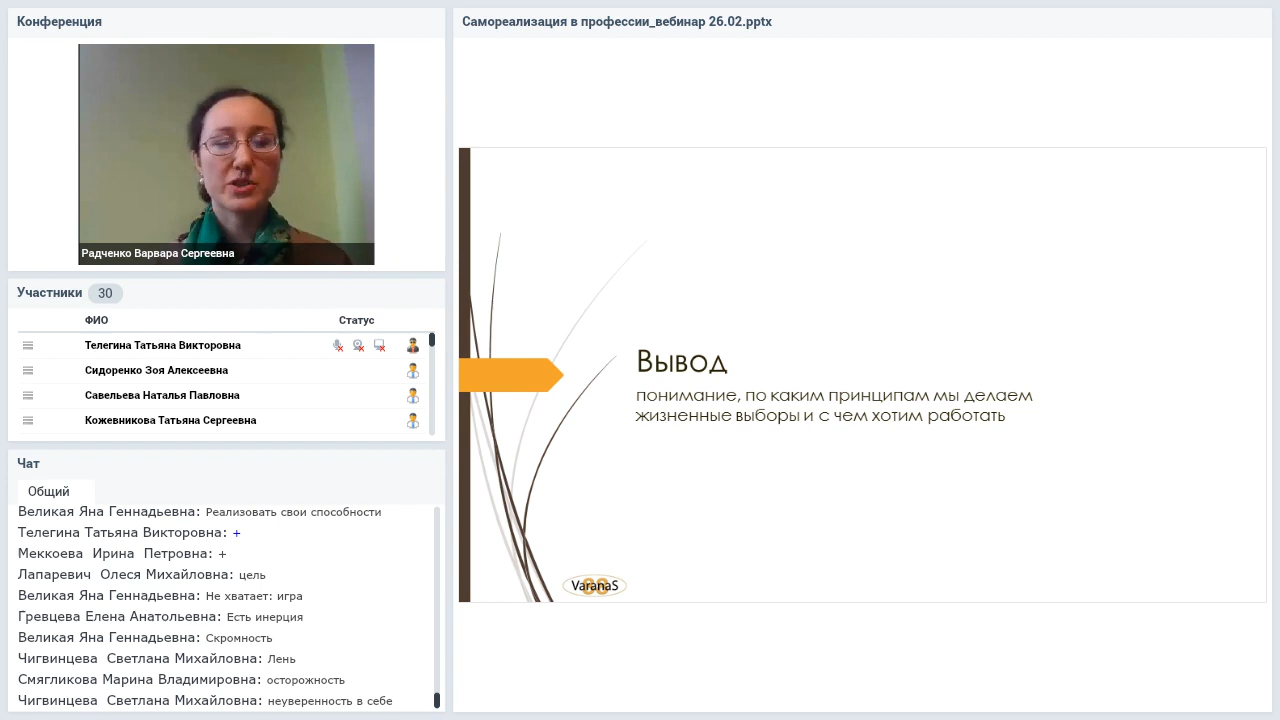 Конференция
Радченко Варвара Сергеевна
Участники 30
ФИО Статус
Телегина Татьяна Викторовна
Сидоренко Зоя Алексеевна
Савельева Наталья Павловна
Кожевникова Татьяна Сергеевна
Чат
Общий
Великая Яна Геннадьевна: Реализовать свои способности
Телегина Татьяна Викторовна: +
Меккоева Ирина Петровна: +
Лапаревич Олеся Михайловна: цель
Великая Яна Геннадьевна: Не хватает: игра
Гревцева Елена Анатольевна: Есть инерция
Великая Яна Геннадьевна: Скромность
Чигвинцева Светлана Михайловна: Лень
Смягликова Марина Владимировна: осторожность
Чигвинцева Светлана Михайловна: неуверенность в себе
Самореализация в профессии_вебинар 26.02.pptx
Вывод
понимание, по каким принципам мы делаем
жизненные выборы и с чем хотим работать
VaranaS